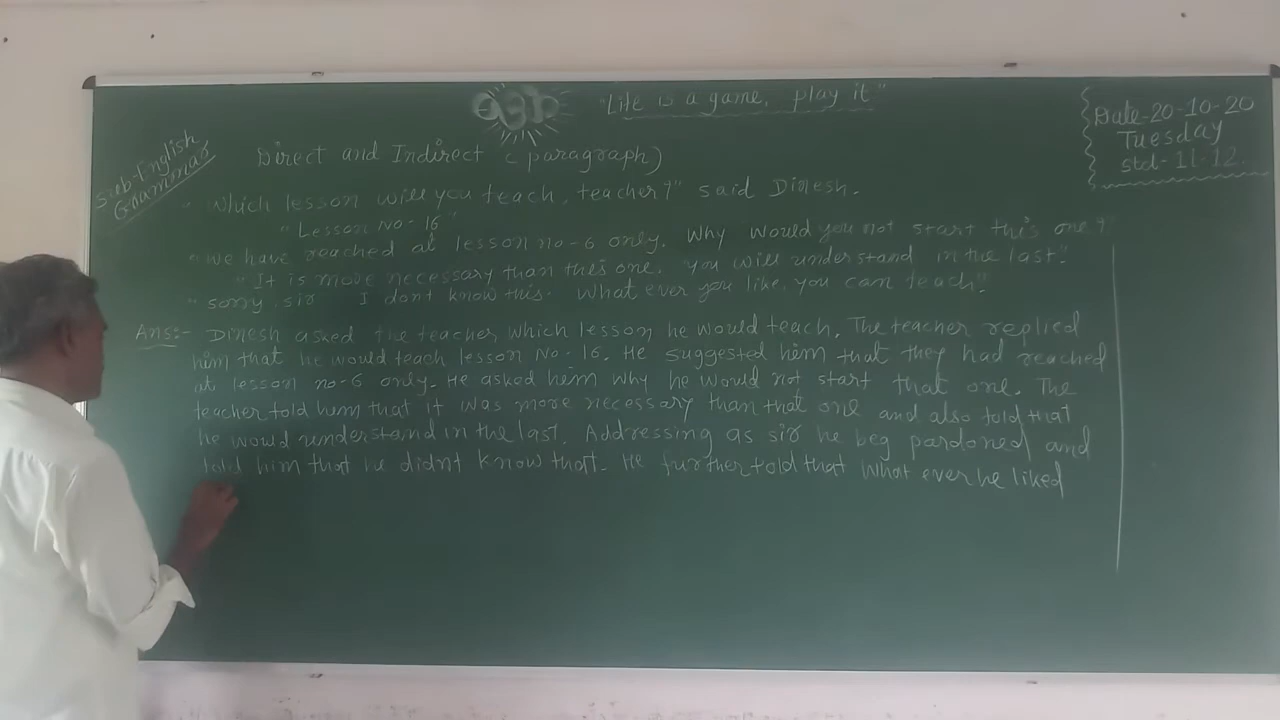 "Life is a game, play it"
Date-20-10-20
Tuesday
Std-11-12.
Sub-English
Grammar
Direct and Indirect (paragraph)
"Which lesson will you teach, teacher?" said Dinesh.
"Lesson No-16"
"We have reached at lesson no-6 only. Why would you not start this one?"
"It is more necessary than this one. You will understand in the last."
"Sorry, sir I don't know this. What ever you like, you can teach."
Ans:- Dinesh asked the teacher which lesson he would teach. The teacher replied
him that he would teach lesson No-16. He suggested him that they had reached
at lesson no-6 only. He asked him why he would not start that one. The
teacher told him that it was more necessary than that one and also told that
he would understand in the last. Addressing as sir he beg pardoned and
told him that he didn't know that. He further told that what ever he liked